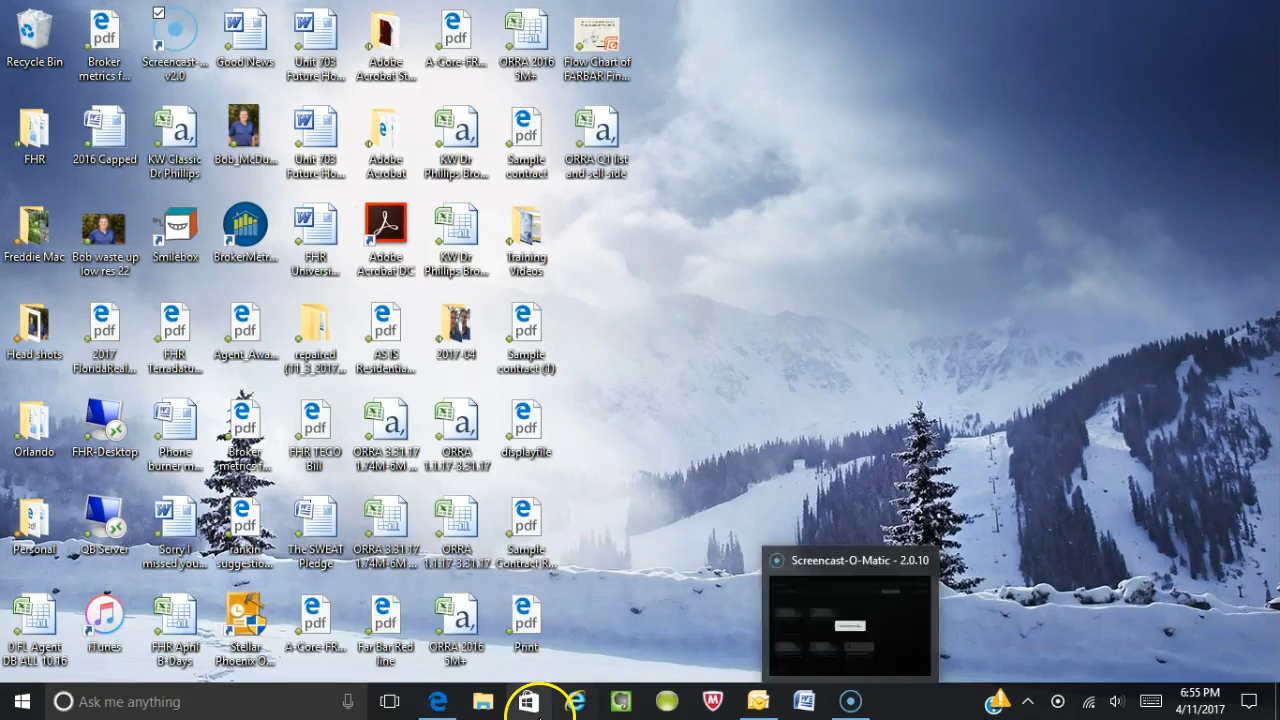 Recycle Bin
Broker
metrics f...
Screencast-...
v2.0
Good News
Unit 703
Future Ho...
Adobe
Acrobat St...
A-Core-FR...
ORRA 2016
5M+
Flow Chart of
FARBAR Fin...
FHR
2016 Capped
KW Classic
Dr Phillips
Bob_McDu...
Unit 703
Future Ho...
Adobe
Acrobat
KW Dr
Phillips Bro...
Sample
contract
ORRA Q1 list
and sell side
Freddie Mac
Bob waste up
low res 22
Smilebox
BrokerMetr...
FHR
Universi...
Adobe
Acrobat DC
KW Dr
Phillips Bro...
Training
Videos
Head shots
2017
FloridaReal...
FHR
Terradatu...
Agent_Awa...
repaired
(11_3_2017...
AS IS
Residentia...
2017-04
Sample
contract (1)
Orlando
FHR-Desktop
Phone
burner m...
Broker
metrics f...
FHR TECO
Bill
ORRA 3.31.17
1.74M-6M ...
ORRA
1.1.17-3.31.17
displayfile
Personal
QB Server
Sorry I
missed you...
rankin
suggestio...
The SWEAT
Pledge
ORRA 3.31.17
1.74M-6M ...
ORRA
1.1.17-3.31.17
Sample
Contract R...
0 FL Agent
DB ALL 10.16
iTunes
FHR April
B-Days
Stellar
Phoenix O...
A-Core-FR...
Far Bar Red
line
ORRA 2016
5M+
Print
Screencast-O-Matic - 2.0.10
Ask me anything
6:55 PM
4/11/2017